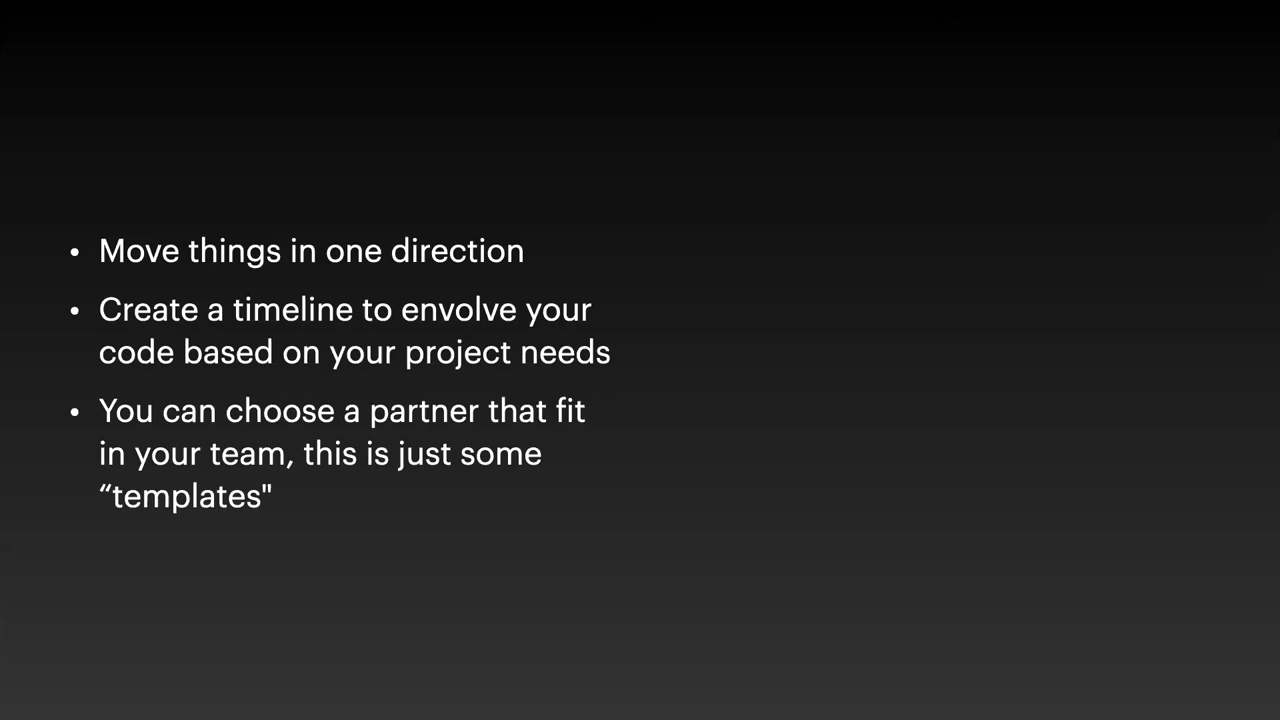 • Move things in one direction
• Create a timeline to envolve your
code based on your project needs
• You can choose a partner that fit
in your team, this is just some
“templates"